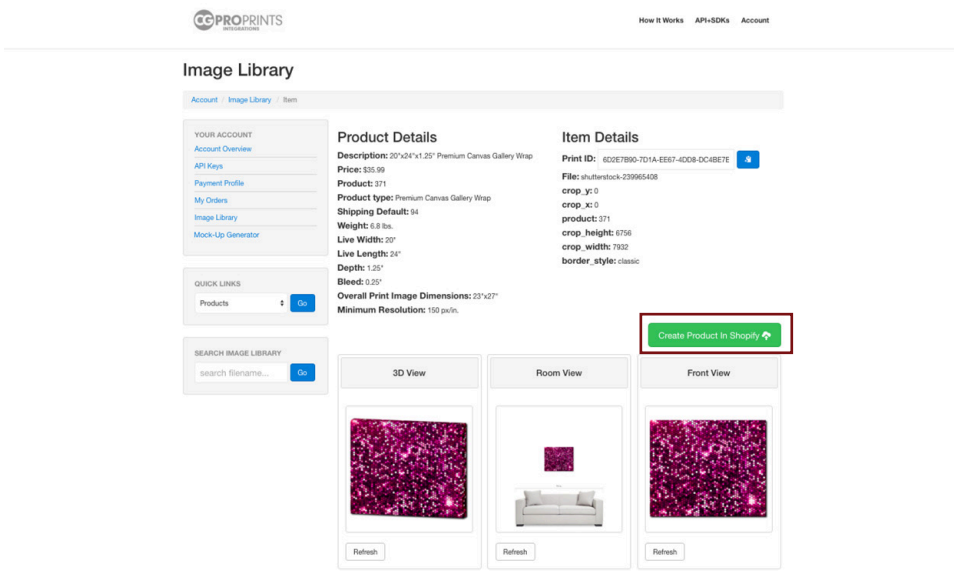 CG PROPRINTS
INTEGRATIONS
How It Works API+SDKs Account
Image Library
Account / Image Library / Item
YOUR ACCOUNT
Account Overview
API Keys
Payment Profile
My Orders
Image Library
Mock-Up Generator
QUICK LINKS
Products Go
SEARCH IMAGE LIBRARY
search filename... Go
Product Details
Description: 20"x24"x1.25" Premium Canvas Gallery Wrap
Price: $35.99
Product: 371
Product type: Premium Canvas Gallery Wrap
Shipping Default: 94
Weight: 6.8 lbs.
Live Width: 20"
Live Length: 24"
Depth: 1.25"
Bleed: 0.25"
Overall Print Image Dimensions: 23"x27"
Minimum Resolution: 150 px/in.
Item Details
Print ID: 6D2E7B90-7D1A-EE67-4DD8-DC4BE7E
File: shutterstock-239965408
crop_y: 0
crop_x: 0
product: 371
crop_height: 6756
crop_width: 7932
border_style: classic
Create Product In Shopify
3D View
Room View
Front View
Refresh
Refresh
Refresh